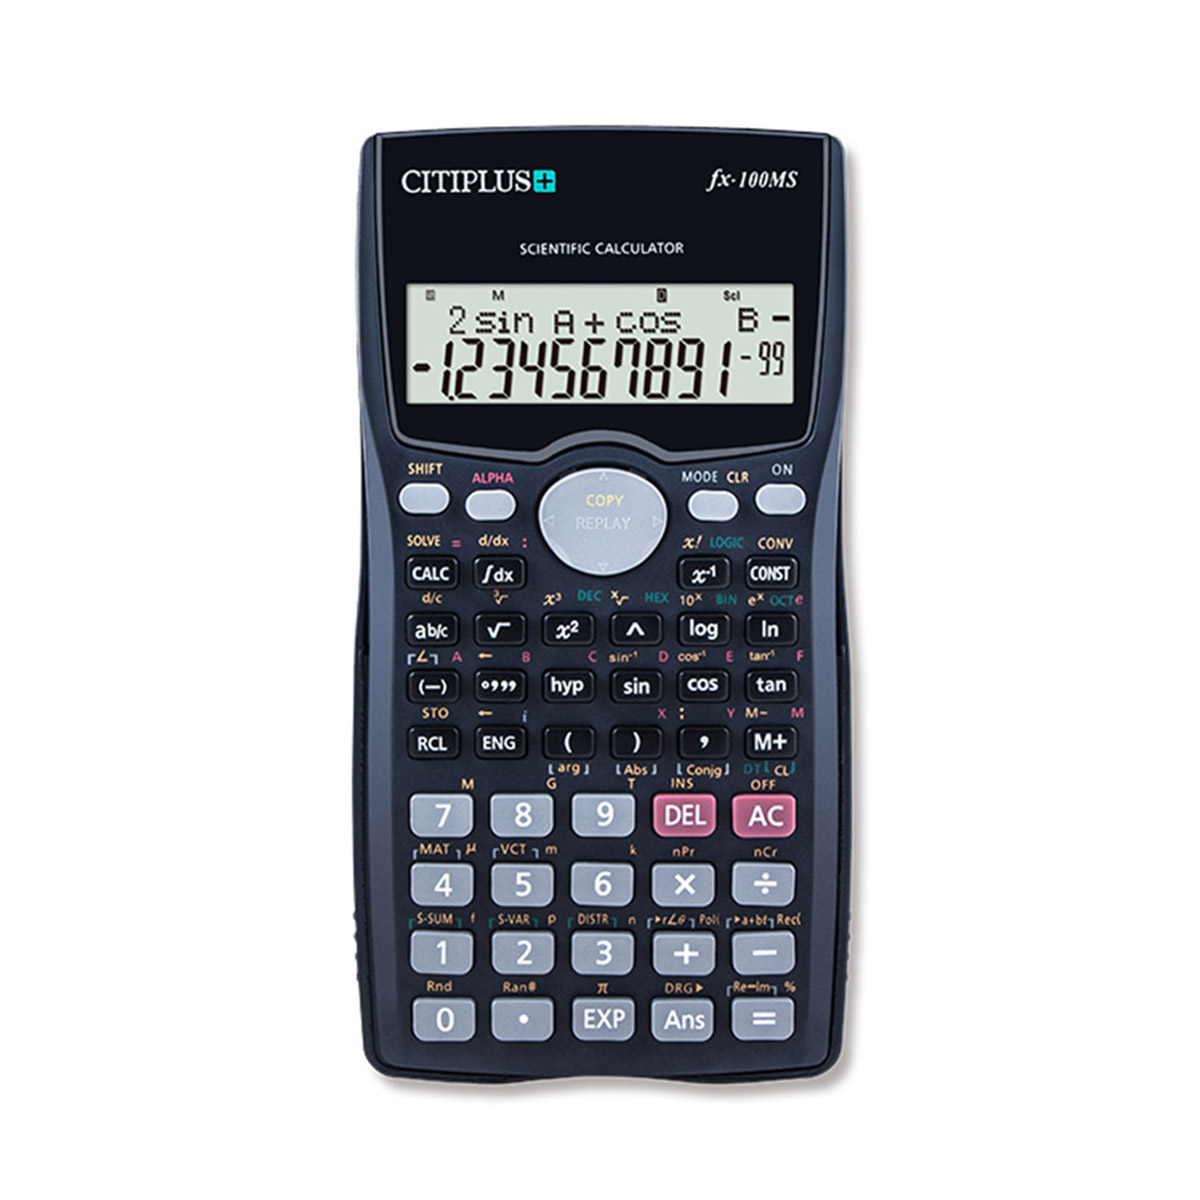 CITIPLUS+ fx-100MS
SCIENTIFIC CALCULATOR
M D Scl
2sin A+cos B-
-1.234567891 -99
SHIFT ALPHA MODE CLR ON
COPY
REPLAY
SOLVE = d/dx : x! LOGIC CONV
CALC ∫dx x⁻¹ CONST
d/c ³√ x³ DEC ˣ√ HEX 10ˣ BIN eˣ OCT e
ab/c √ x² ^ log ln
∠ A ← B C sin⁻¹ D cos⁻¹ E tan⁻¹ F
(—) °,,, hyp sin cos tan
STO ← i X ; Y M− M
RCL ENG ( ) , M+
arg Abs Conjg DT CL
M G T INS OFF
7 8 9 DEL AC
MAT μ VCT m k nPr nCr
4 5 6 × ÷
S-SUM f S-VAR p DISTR n ▸r∠θ Pol( ▸a+bi Rec(
1 2 3 + −
Rnd Ran# π DRG▸ Re↔Im %
0 • EXP Ans =